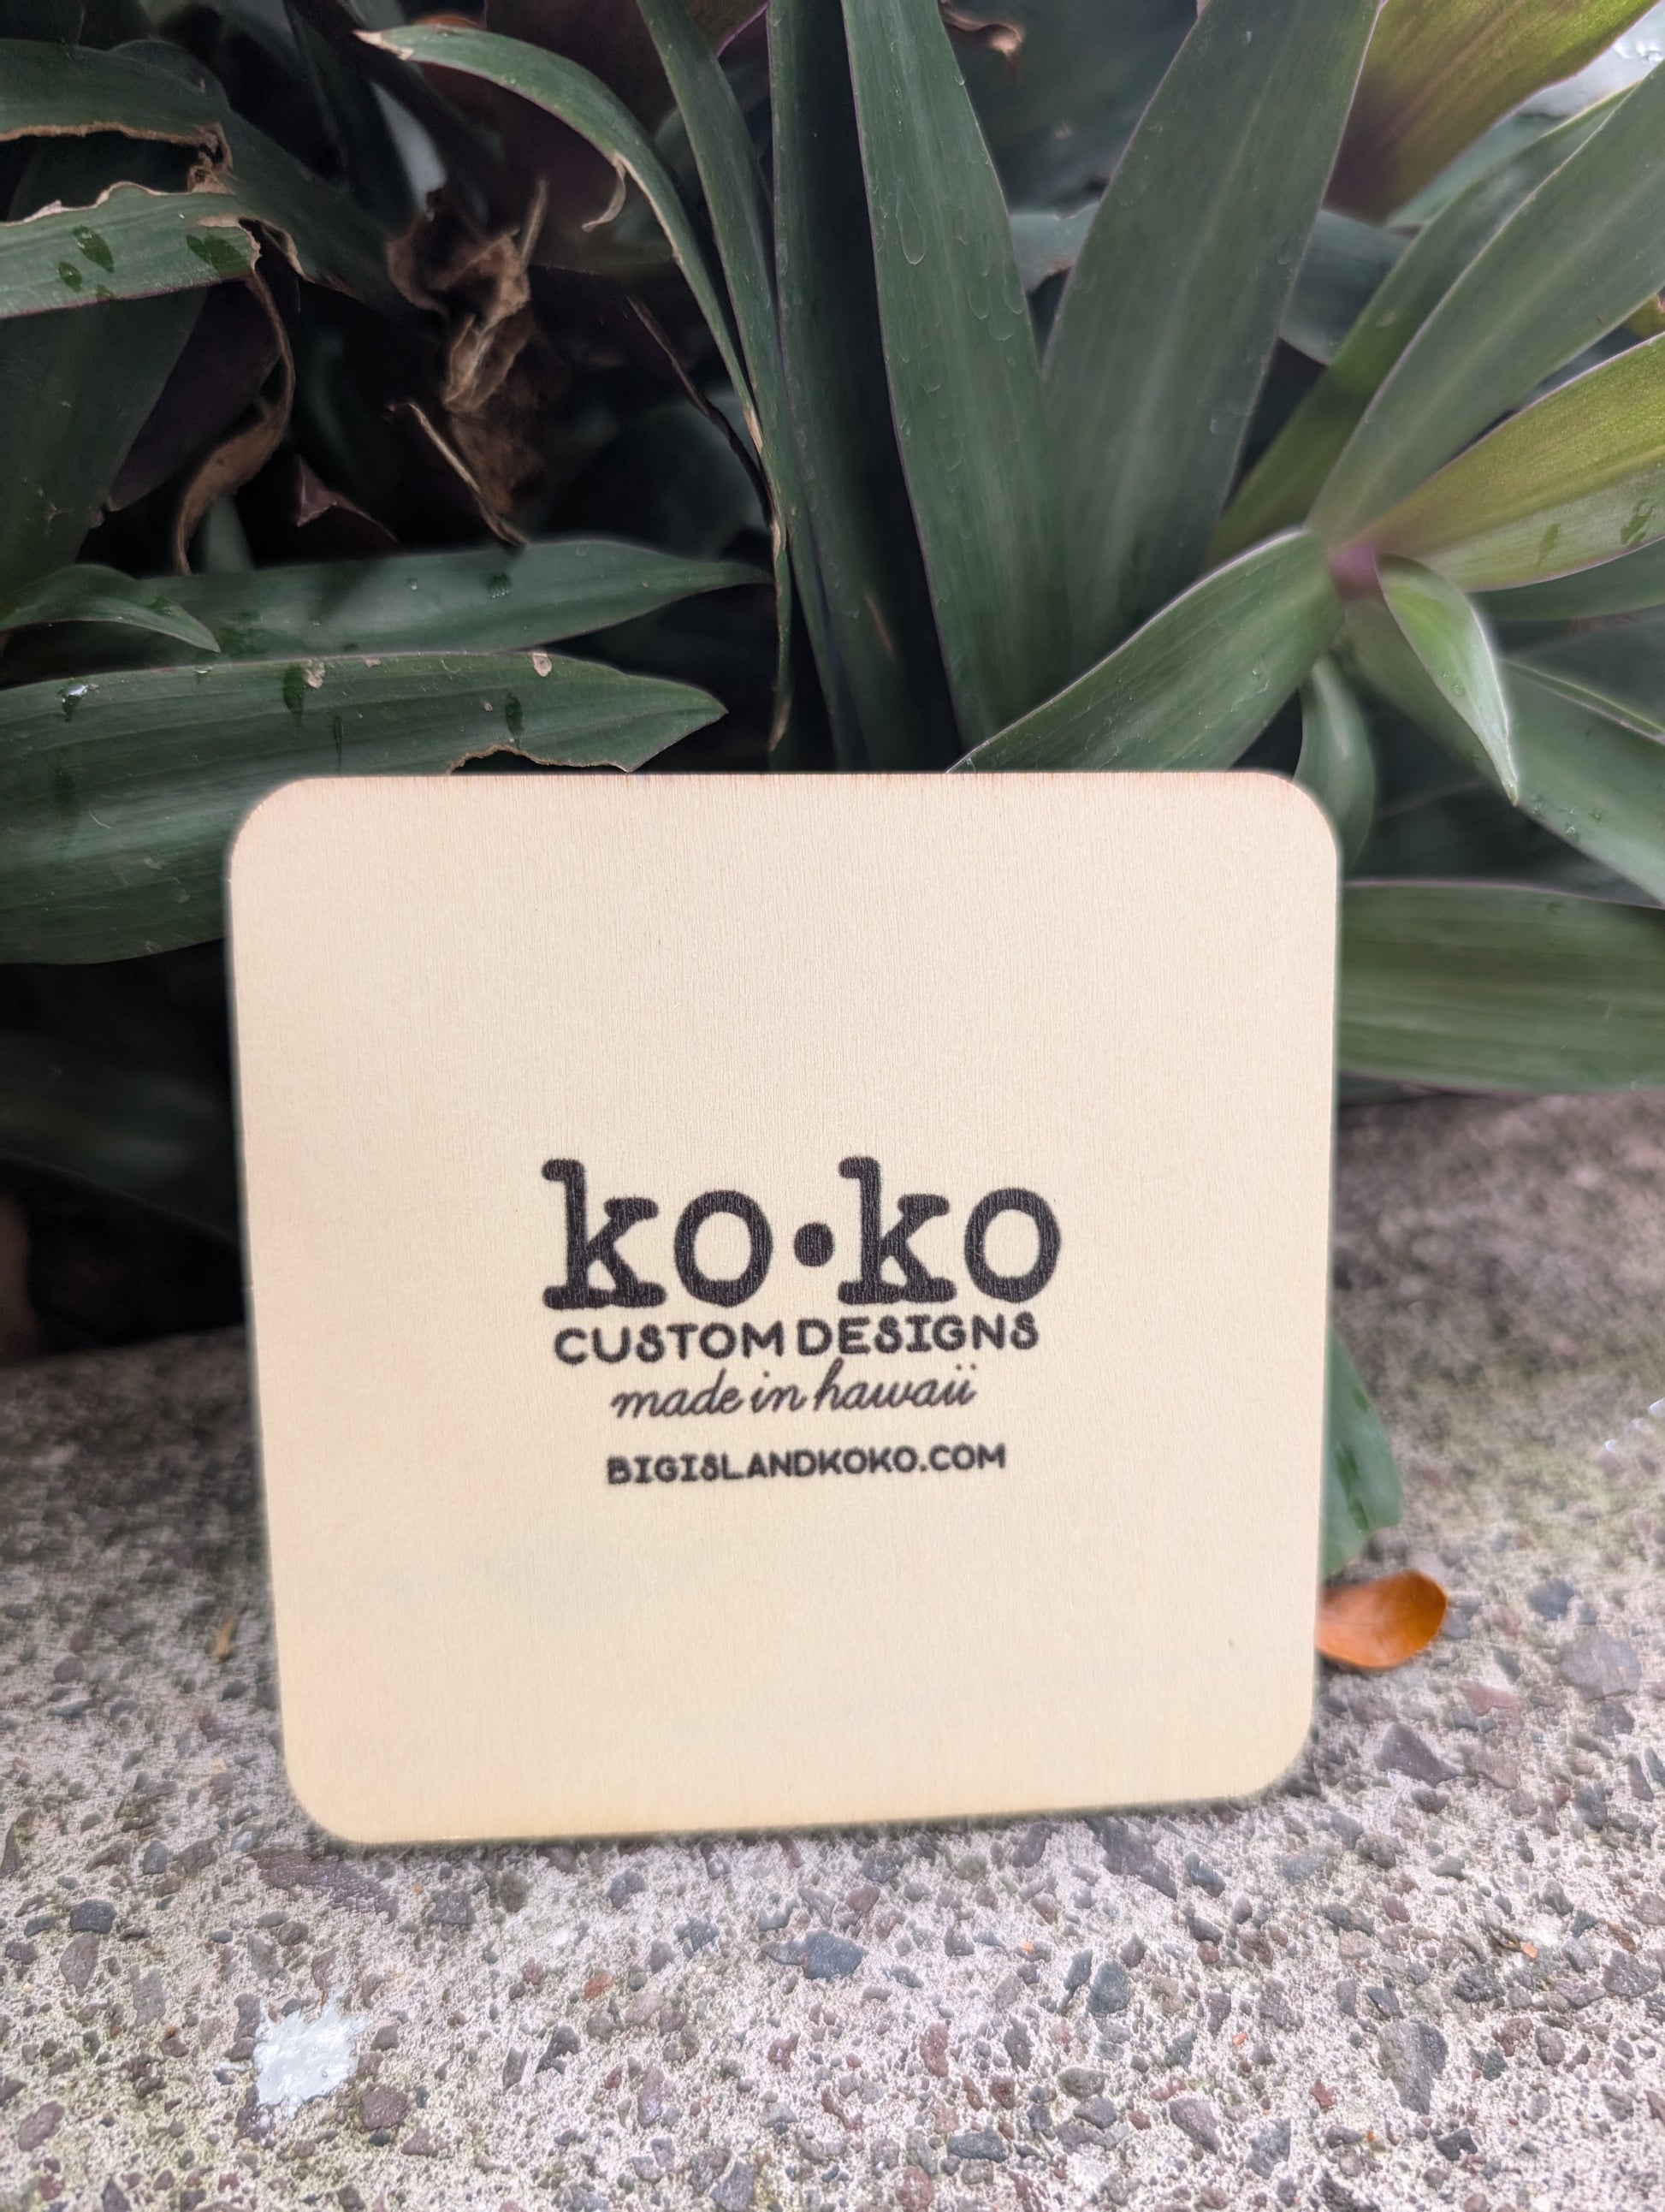 ko•ko
CUSTOM DESIGNS
made in hawaii
BIGISLANDKOKO.COM